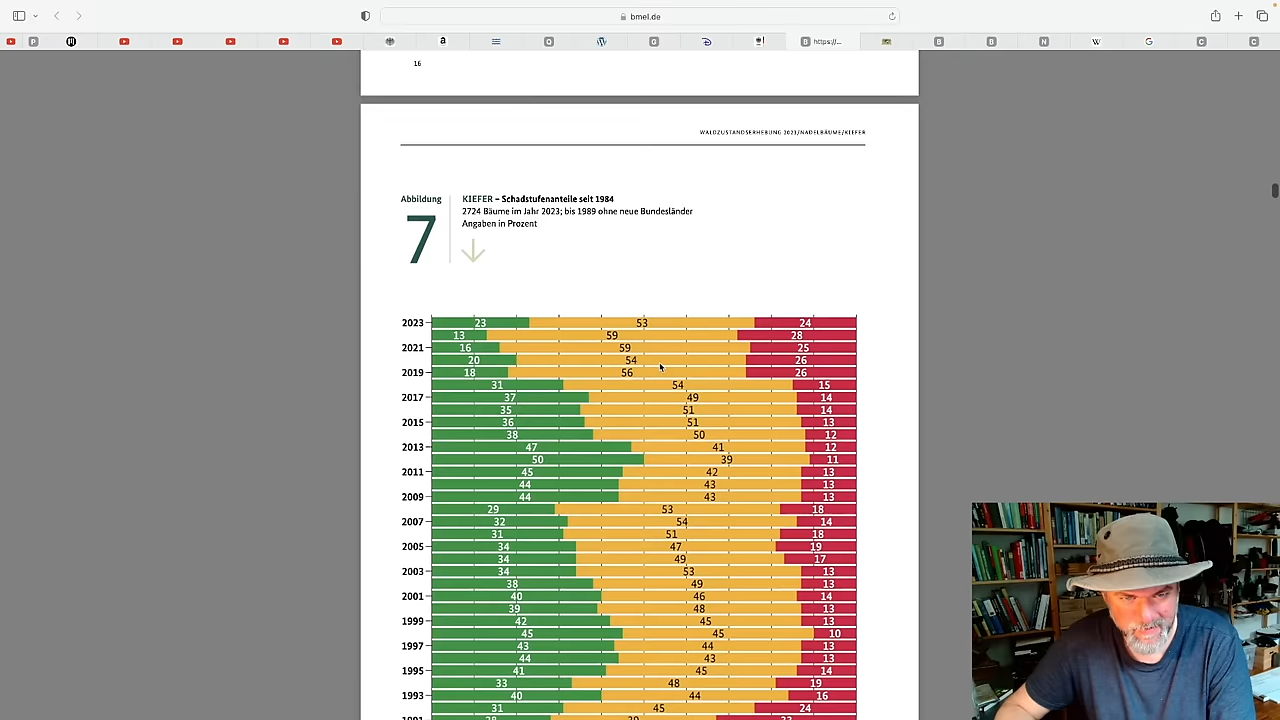 bmel.de
https://...
16
WALDZUSTANDSERHEBUNG 2023/NADELBÄUME/KIEFER
Abbildung
7
KIEFER – Schadstufenanteile seit 1984
2724 Bäume im Jahr 2023; bis 1989 ohne neue Bundesländer
Angaben in Prozent
2023 23 53 24
13 59 28
2021 16 59 25
20 54 26
2019 18 56 26
31 54 15
2017 37 49 14
35 51 14
2015 36 51 13
38 50 12
2013 47 41 12
50 39 11
2011 45 42 13
44 43 13
2009 44 43 13
29 53 18
2007 32 54 14
31 51 18
2005 34 47 19
34 49 17
2003 34 53 13
38 49 13
2001 40 46 14
39 48 13
1999 42 45 13
45 45 10
1997 43 44 13
44 43 13
1995 41 45 14
33 48 19
1993 40 44 16
31 45 24